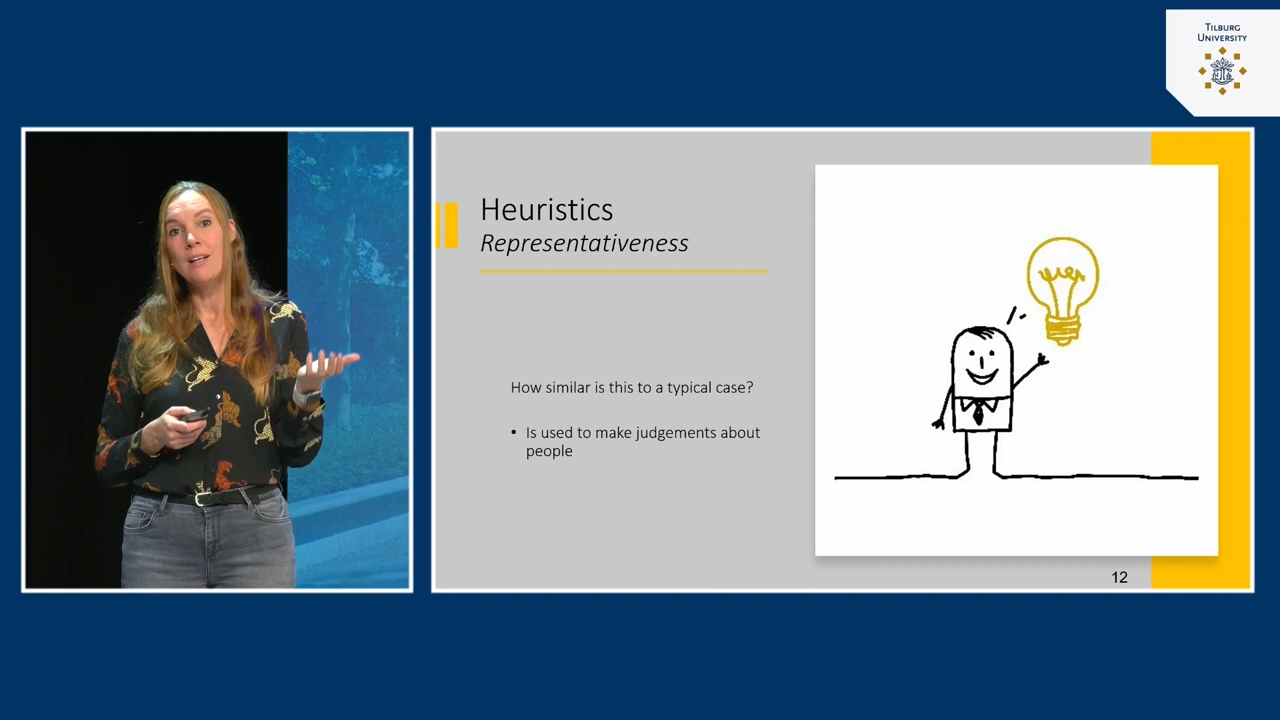 TILBURG
UNIVERSITY
Heuristics
Representativeness
How similar is this to a typical case?
• Is used to make judgements about
people
12